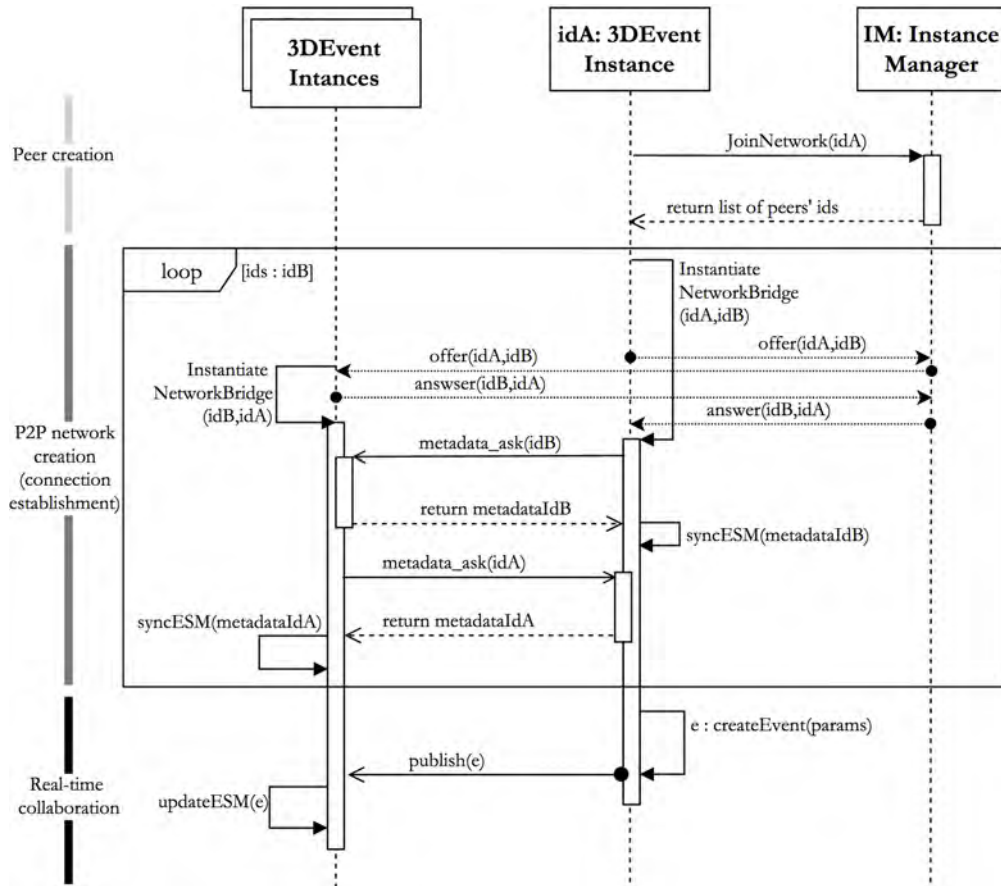 3DEvent
Intances
idA: 3DEvent
Instance
IM: Instance
Manager
Peer creation
JoinNetwork(idA)
return list of peers' ids
loop
[ids : idB]
Instantiate
NetworkBridge
(idA,idB)
offer(idA,idB)
offer(idA,idB)
Instantiate
NetworkBridge
(idB,idA)
answser(idB,idA)
answer(idB,idA)
P2P network
creation
(connection
establishment)
metadata_ask(idB)
return metadataIdB
syncESM(metadataIdB)
metadata_ask(idA)
return metadataIdA
syncESM(metadataIdA)
e : createEvent(params)
publish(e)
Real-time
collaboration
updateESM(e)